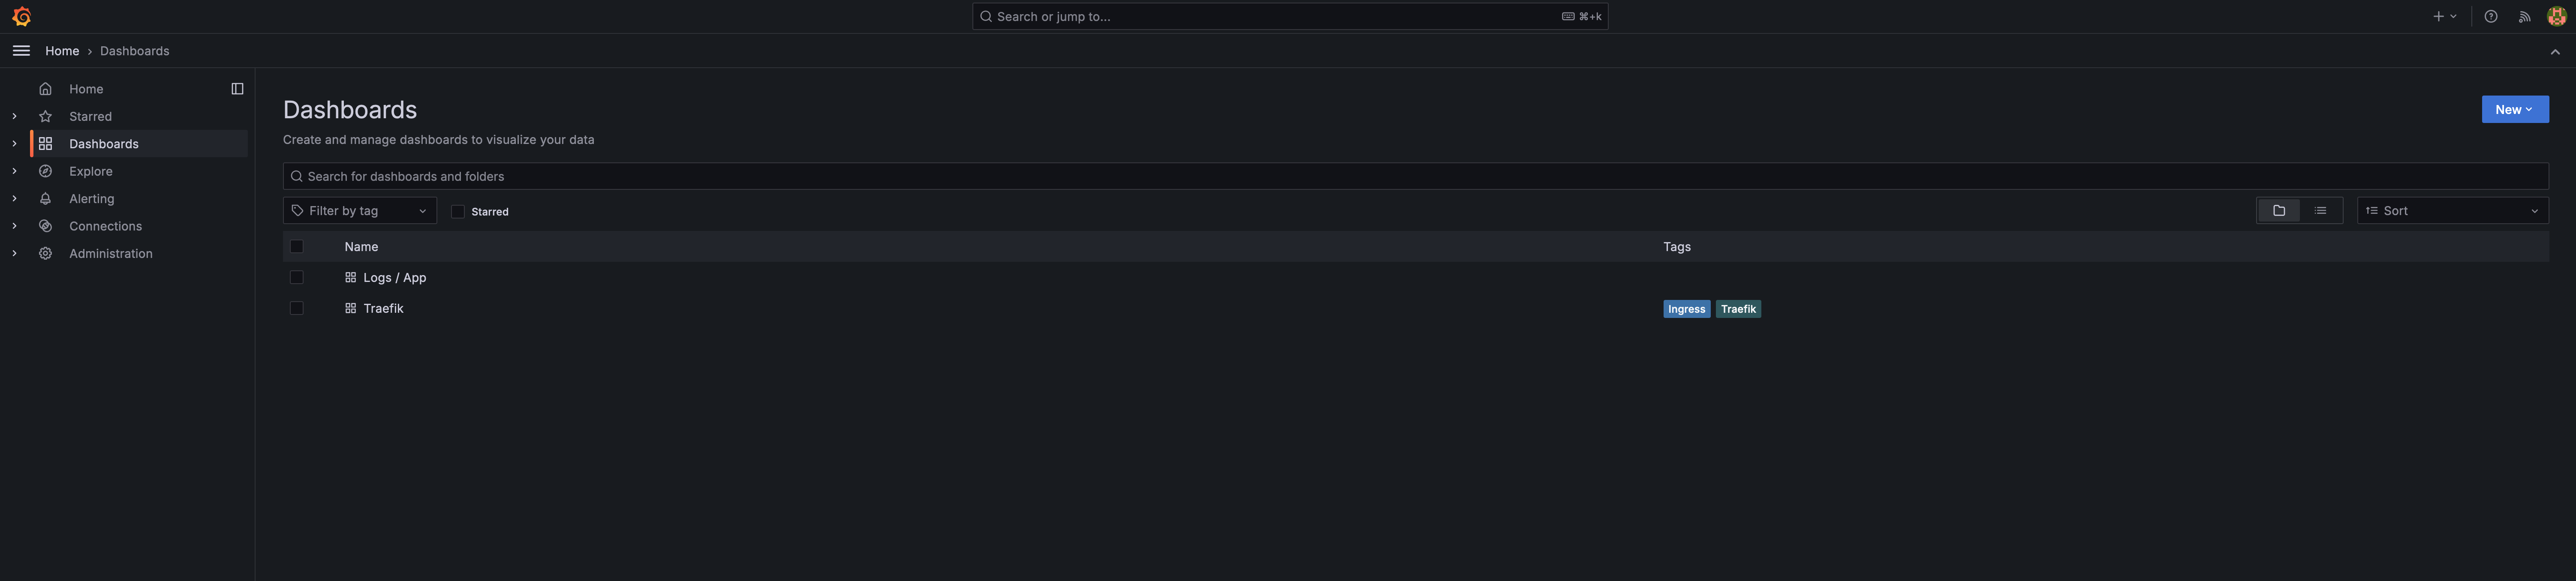 Search or jump to...
⌘+k
Home › Dashboards
Home
Starred
Dashboards
Explore
Alerting
Connections
Administration
Dashboards
New
Create and manage dashboards to visualize your data
Search for dashboards and folders
Filter by tag
Starred
Sort
Name Tags
Logs / App
Traefik Ingress Traefik